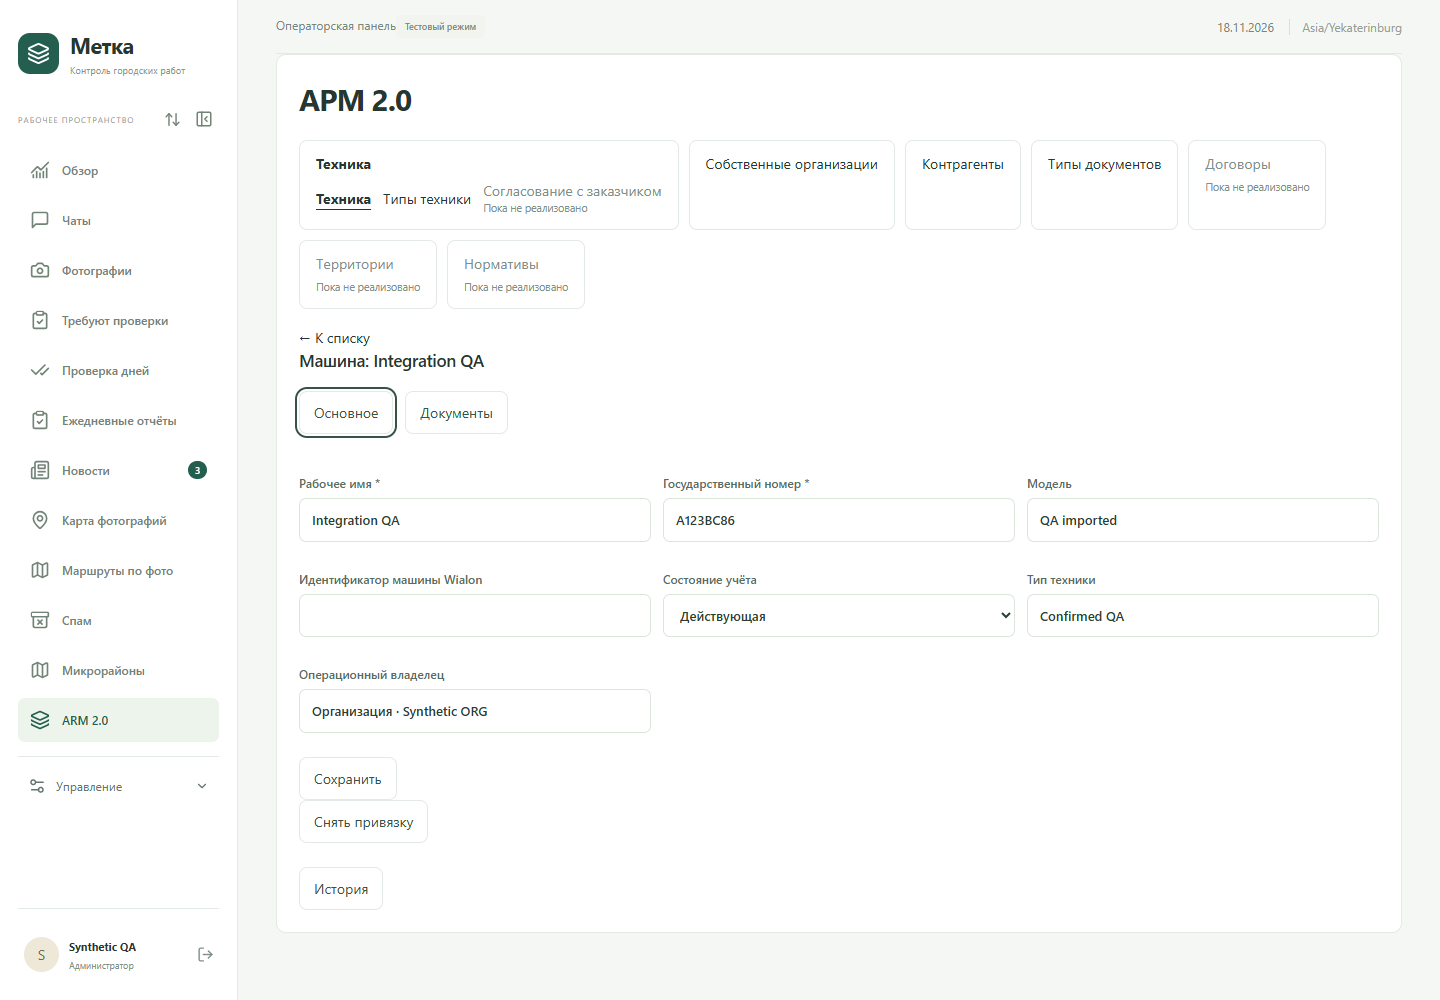 Метка
Контроль городских работ
РАБОЧЕЕ ПРОСТРАНСТВО
Обзор
Чаты
Фотографии
Требуют проверки
Проверка дней
Ежедневные отчёты
Новости 3
Карта фотографий
Маршруты по фото
Спам
Микрорайоны
ARM 2.0
Управление
S
Synthetic QA
Администратор
Операторская панель Тестовый режим
18.11.2026 Asia/Yekaterinburg
АРМ 2.0
Техника
Техника Типы техники Согласование с заказчиком
Пока не реализовано
Собственные организации
Контрагенты
Типы документов
Договоры
Пока не реализовано
Территории
Пока не реализовано
Нормативы
Пока не реализовано
← К списку
Машина: Integration QA
Основное Документы
Рабочее имя * Государственный номер * Модель
Integration QA A123BC86 QA imported
Идентификатор машины Wialon Состояние учёта Тип техники
Действующая Confirmed QA
Операционный владелец
Организация · Synthetic ORG
Сохранить
Снять привязку
История